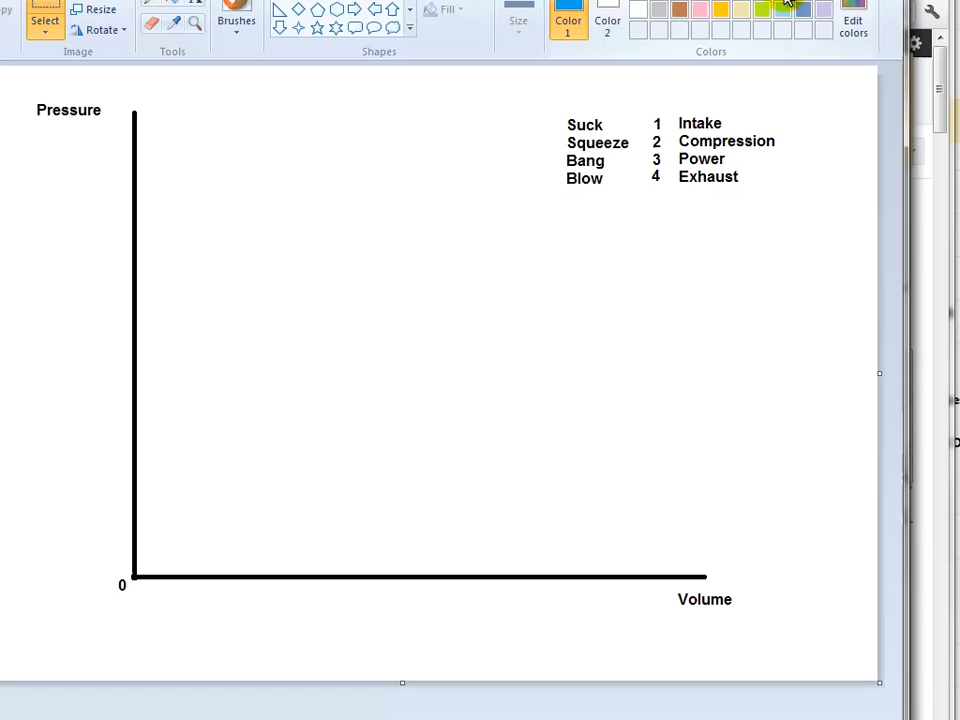 py
Select
Resize
Rotate
Image
Tools
Brushes
Shapes
Fill
Size
Color 1
Color 2
Edit colors
Colors
Pressure
Suck 1 Intake
Squeeze 2 Compression
Bang 3 Power
Blow 4 Exhaust
0
Volume